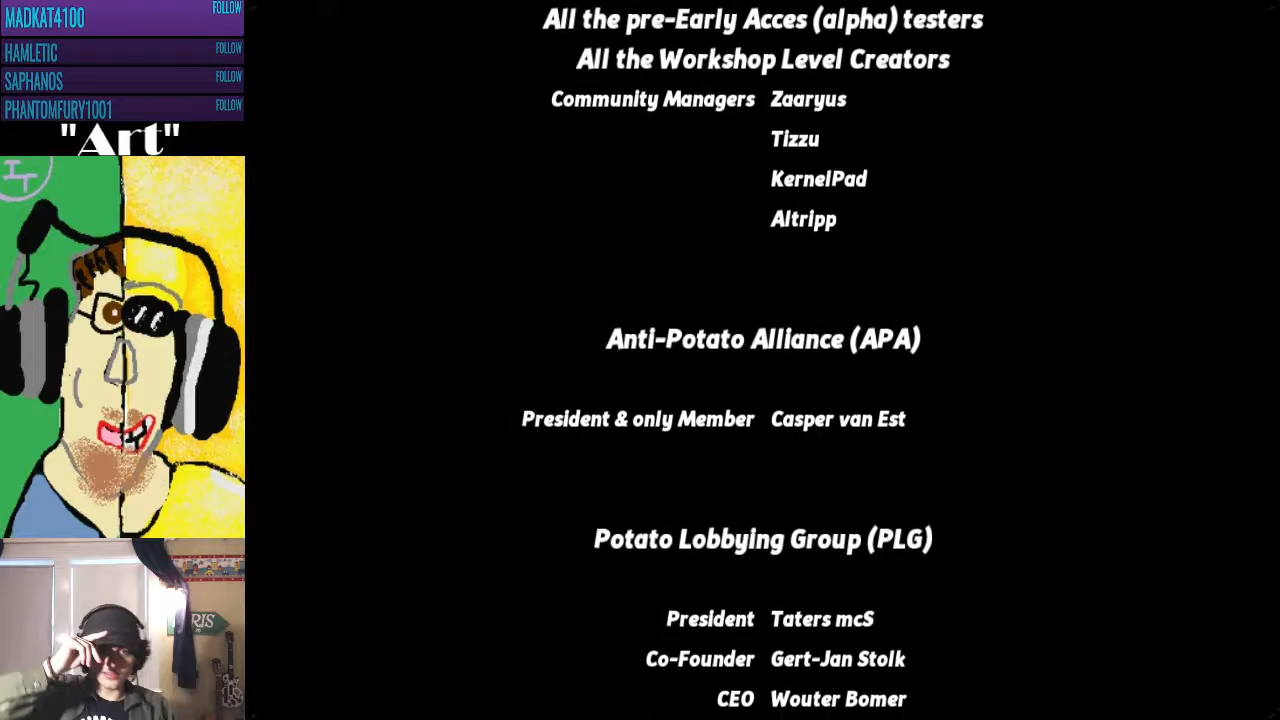 MADKAT4100 FOLLOW
HAMLETIC FOLLOW
SAPHANOS FOLLOW
PHANTOMFURY1001 FOLLOW
"Art"
IT
All the pre-Early Acces (alpha) testers
All the Workshop Level Creators
Community Managers Zaaryus
Tizzu
KernelPad
Altripp
Anti-Potato Alliance (APA)
President & only Member Casper van Est
Potato Lobbying Group (PLG)
President Taters mcS
Co-Founder Gert-Jan Stolk
CEO Wouter Bomer